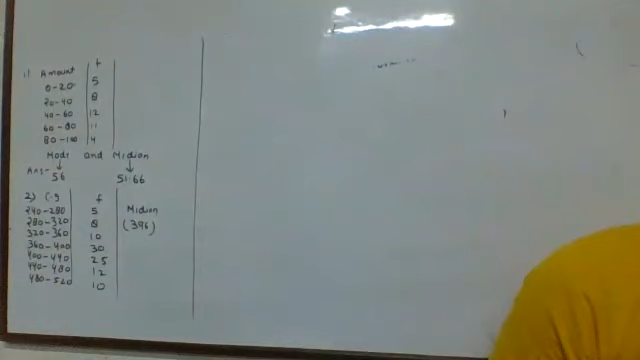 1) Amount f
0-20 5
20-40 8
40-60 12
60-80 11
80-100 4
Mode and Midian
Ans- 56 51.66
2) C.I f
240-280 5 Midian
280-320 8 (396)
320-360 10
360-400 30
400-440 25
440-480 12
480-520 10